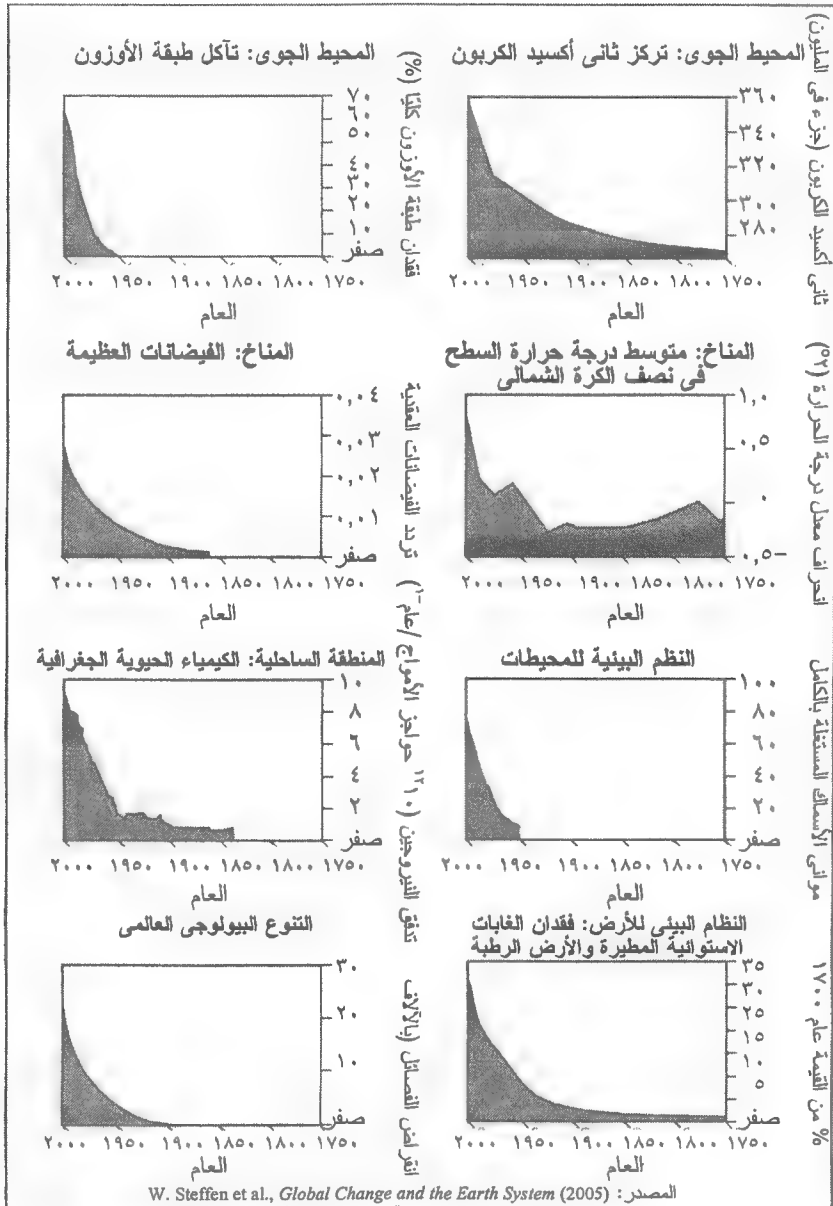 المحيط الجوى: تركز ثانى أكسيد الكربون
ثانى أكسيد الكربون (جزء فى المليون)
٣٦٠
٣٤٠
٣٢٠
٣٠٠
٢٨٠
١٧٥٠ ١٨٠٠ ١٨٥٠ ١٩٠٠ ١٩٥٠ ٢٠٠٠
العام
المحيط الجوى: تآكل طبقة الأوزون
فقدان طبقة الأوزون كليًا (%)
٧٠
٦٠
٥٠
٤٠
٣٠
٢٠
١٠
صفر
١٧٥٠ ١٨٠٠ ١٨٥٠ ١٩٠٠ ١٩٥٠ ٢٠٠٠
العام
المناخ: متوسط درجة حرارة السطح
فى نصف الكرة الشمالى
انحراف معدل درجة الحرارة (٥٢)
١,٠
٠,٥
٠
٠,٥-
١٧٥٠ ١٨٠٠ ١٨٥٠ ١٩٠٠ ١٩٥٠ ٢٠٠٠
العام
المناخ: الفيضانات العظيمة
تردد الفيضانات العقدية
٠,٠٤
٠,٠٣
٠,٠٢
٠,٠١
صفر
١٧٥٠ ١٨٠٠ ١٨٥٠ ١٩٠٠ ١٩٥٠ ٢٠٠٠
العام
النظم البيئية للمحيطات
موانى الأسماك المستغلة بالكامل
١٠٠
٨٠
٦٠
٤٠
٢٠
صفر
١٧٥٠ ١٨٠٠ ١٨٥٠ ١٩٠٠ ١٩٥٠ ٢٠٠٠
العام
المنطقة الساحلية: الكيمياء الحيوية الجغرافية
تدفق النيروجين (١٠¹² حواجز الأمواج/عام⁻¹)
١٠
٨
٦
٤
٢
صفر
١٧٥٠ ١٨٠٠ ١٨٥٠ ١٩٠٠ ١٩٥٠ ٢٠٠٠
العام
النظام البيئى للأرض: فقدان الغابات
الاستوائية المطيرة والأرض الرطبة
% من القيمة عام ١٧٠٠
٣٥
٣٠
٢٥
١٥
١٠
٥
صفر
١٧٥٠ ١٨٠٠ ١٨٥٠ ١٩٠٠ ١٩٥٠ ٢٠٠٠
العام
التنوع البيولوجى العالمى
انقراض الفصائل (بالآلاف
٣٠
٢٠
١٠
صفر
١٧٥٠ ١٨٠٠ ١٨٥٠ ١٩٠٠ ١٩٥٠ ٢٠٠٠
العام
المصدر: W. Steffen et al., Global Change and the Earth System (2005)